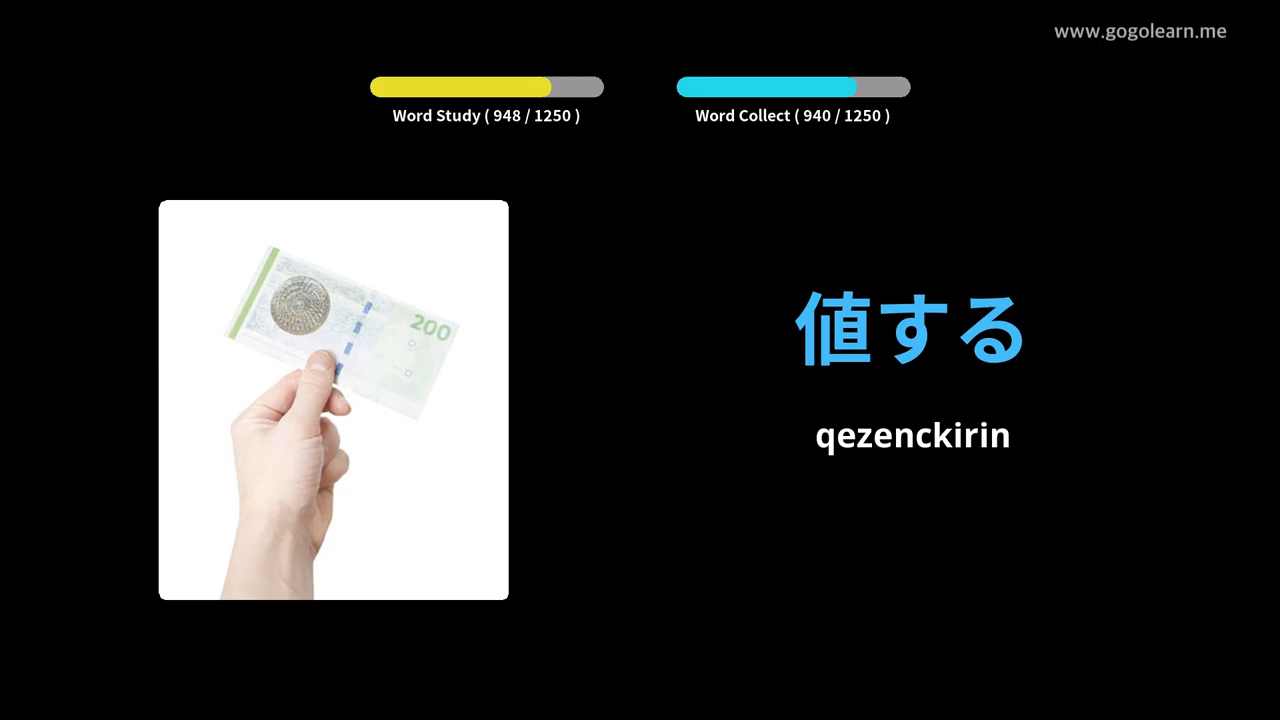 www.gogolearn.me
Word Study ( 948 / 1250 )
Word Collect ( 940 / 1250 )
200
値する
qezenckirin